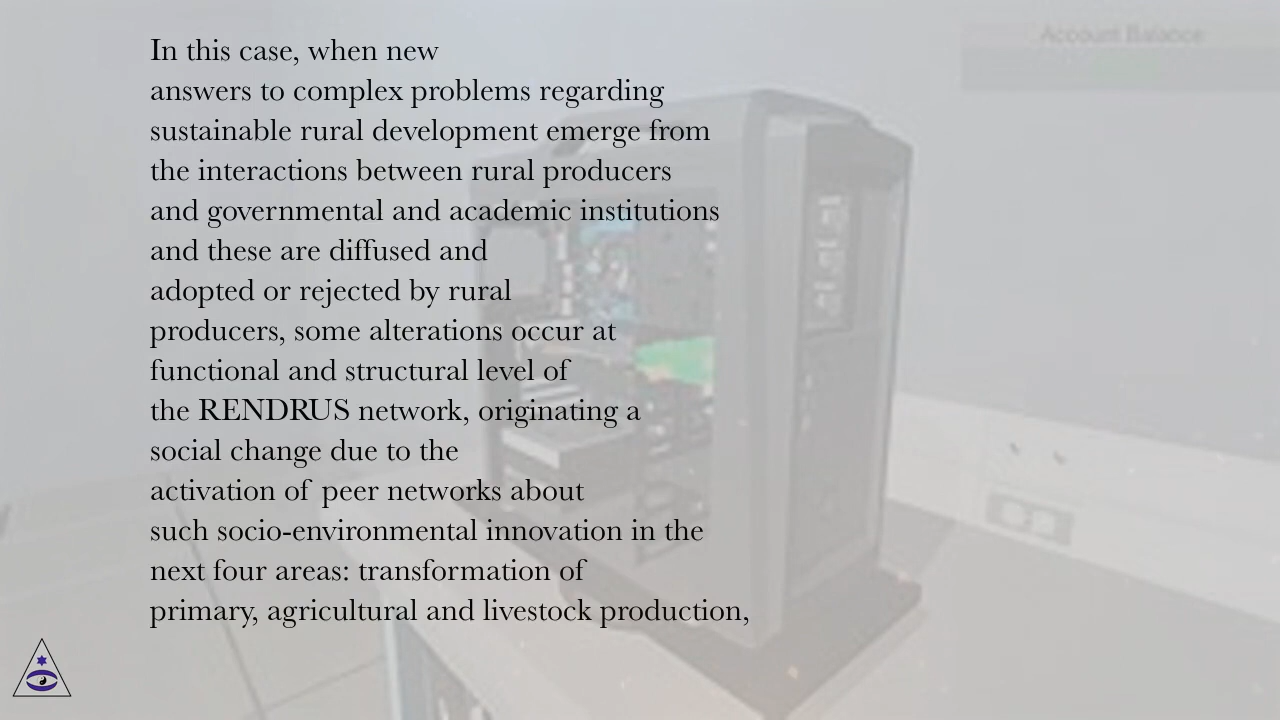 Account Balance
In this case, when new
answers to complex problems regarding
sustainable rural development emerge from
the interactions between rural producers
and governmental and academic institutions
and these are diffused and
adopted or rejected by rural
producers, some alterations occur at
functional and structural level of
the RENDRUS network, originating a
social change due to the
activation of peer networks about
such socio-environmental innovation in the
next four areas: transformation of
primary, agricultural and livestock production,